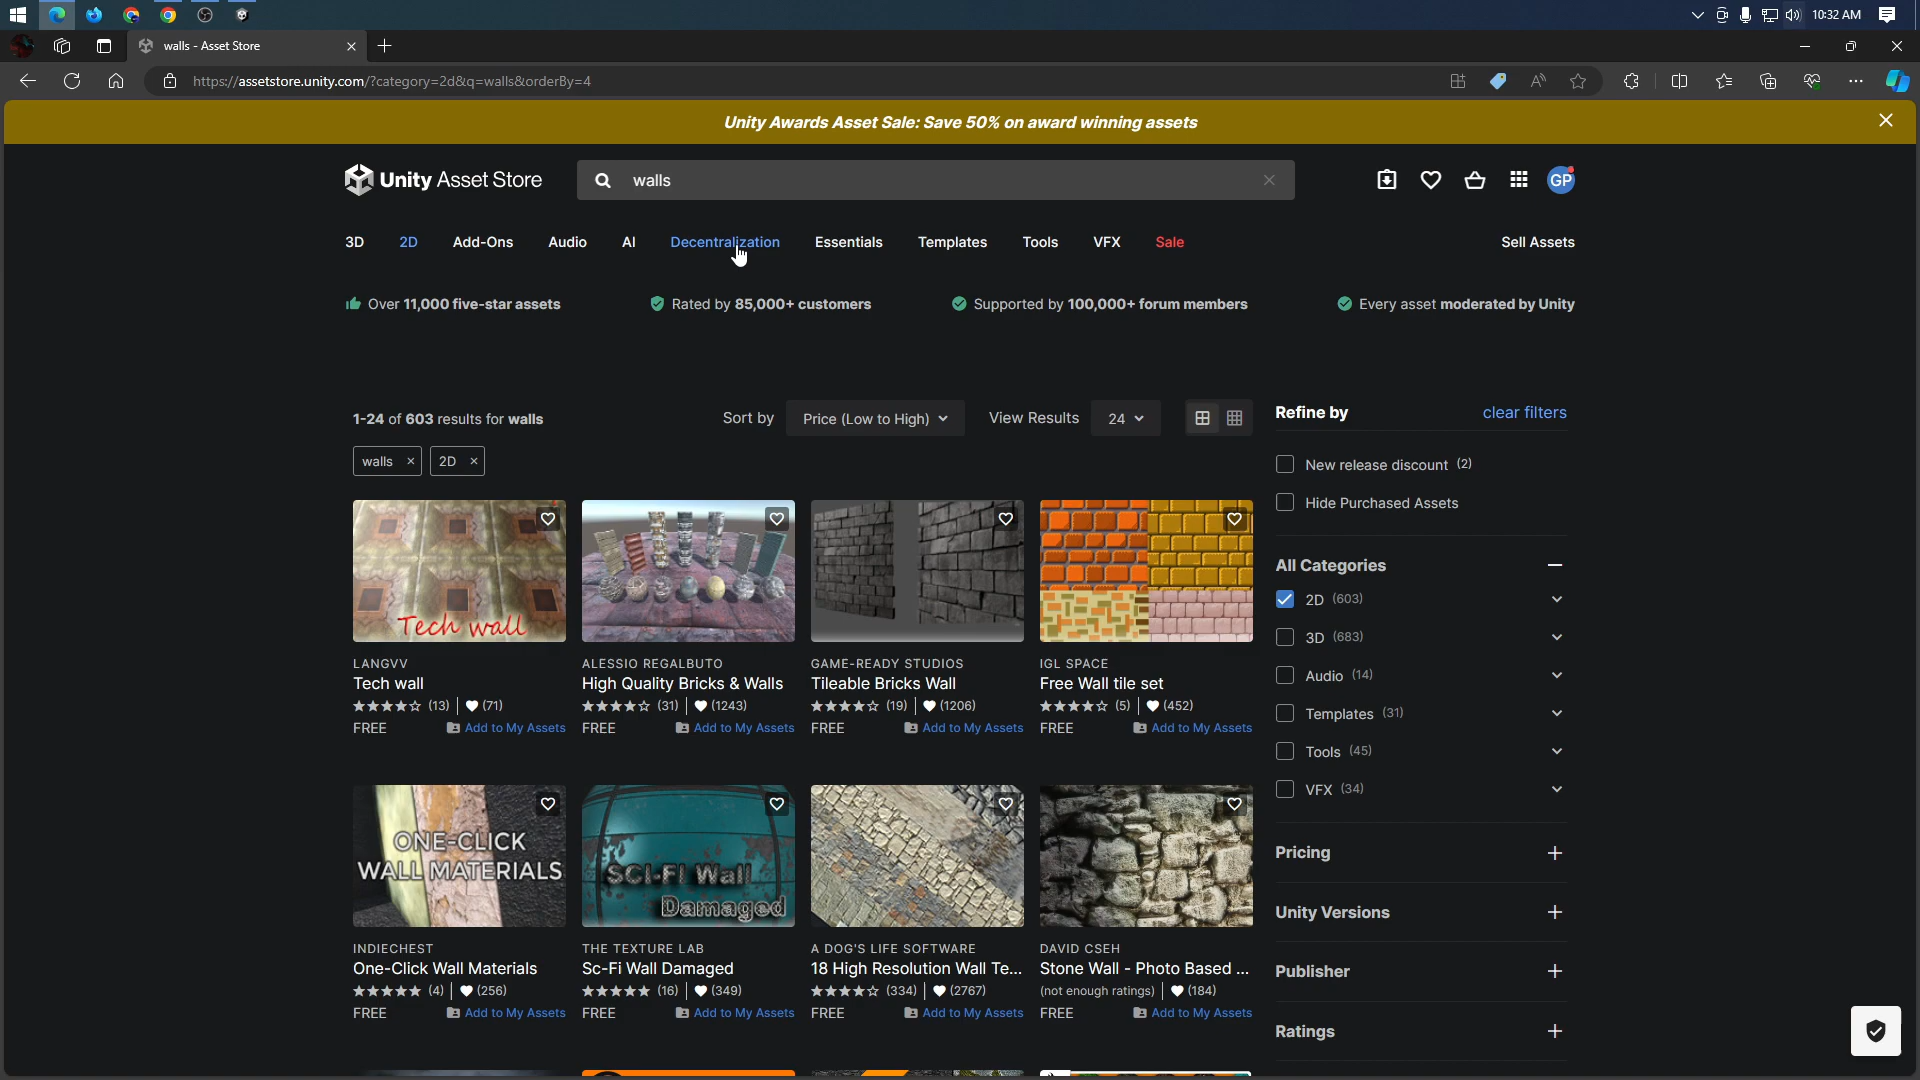 10:32 AM
walls - Asset Store
https://assetstore.unity.com/?category=2d&q=walls&orderBy=4
Unity Awards Asset Sale: Save 50% on award winning assets
Unity Asset Store
walls
GP
3D 2D Add-Ons Audio AI Decentralization Essentials Templates Tools VFX Sale Sell Assets
Over 11,000 five-star assets Rated by 85,000+ customers Supported by 100,000+ forum members Every asset moderated by Unity
1-24 of 603 results for walls
Sort by Price (Low to High) View Results 24
walls × 2D ×
Refine by clear filters
New release discount (2)
Hide Purchased Assets
All Categories
2D (603)
3D (683)
Audio (14)
Templates (31)
Tools (45)
VFX (34)
Pricing
Unity Versions
Publisher
Ratings
Tech wall
LANGVV
Tech wall
(13) (71)
FREE Add to My Assets
ALESSIO REGALBUTO
High Quality Bricks & Walls
(31) (1243)
FREE Add to My Assets
GAME-READY STUDIOS
Tileable Bricks Wall
(19) (1206)
FREE Add to My Assets
IGL SPACE
Free Wall tile set
(5) (452)
FREE Add to My Assets
ONE-CLICK
WALL MATERIALS
INDIECHEST
One-Click Wall Materials
(4) (256)
FREE Add to My Assets
SCI-FI Wall
Damaged
THE TEXTURE LAB
Sc-Fi Wall Damaged
(16) (349)
FREE Add to My Assets
A DOG'S LIFE SOFTWARE
18 High Resolution Wall Te...
(334) (2767)
FREE Add to My Assets
DAVID CSEH
Stone Wall - Photo Based ...
(not enough ratings) (184)
FREE Add to My Assets